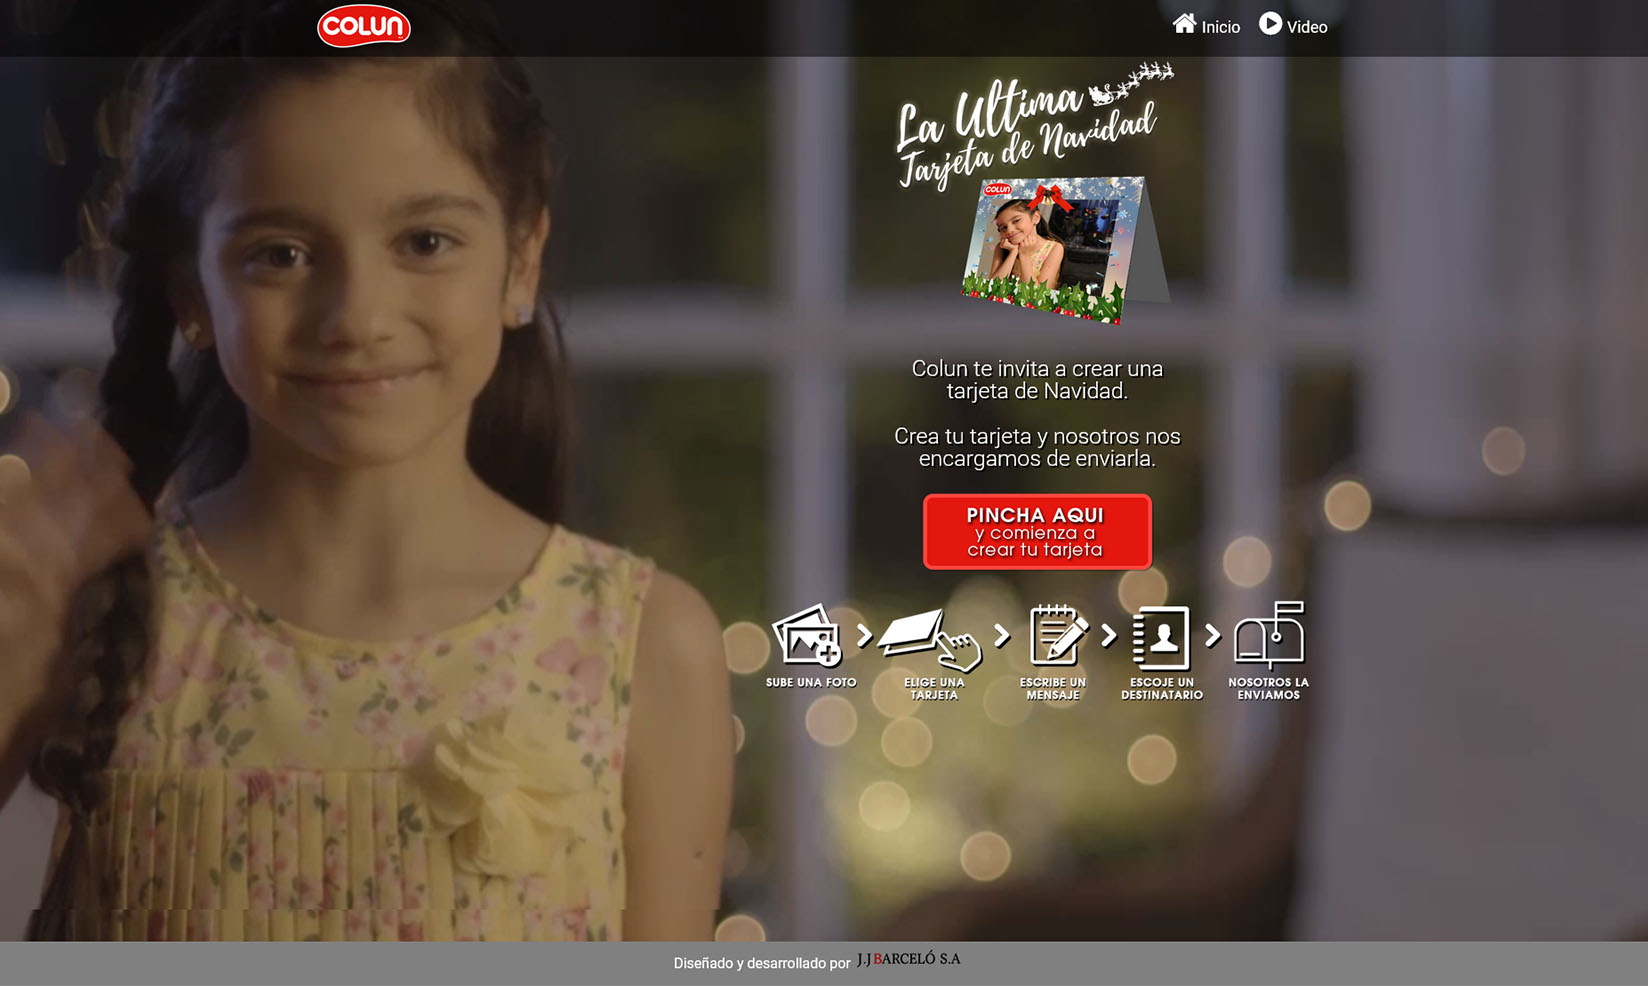 COLUN
Inicio
Video
La Ultima
Tarjeta de Navidad
COLUN
Colun te invita a crear una
tarjeta de Navidad.
Crea tu tarjeta y nosotros nos
encargamos de enviarla.
PINCHA AQUI
y comienza a
crear tu tarjeta
SUBE UNA FOTO
ELIGE UNA
TARJETA
ESCRIBE UN
MENSAJE
ESCOJE UN
DESTINATARIO
NOSOTROS LA
ENVIAMOS
Diseñado y desarrollado por J.J BARCELÓ S.A